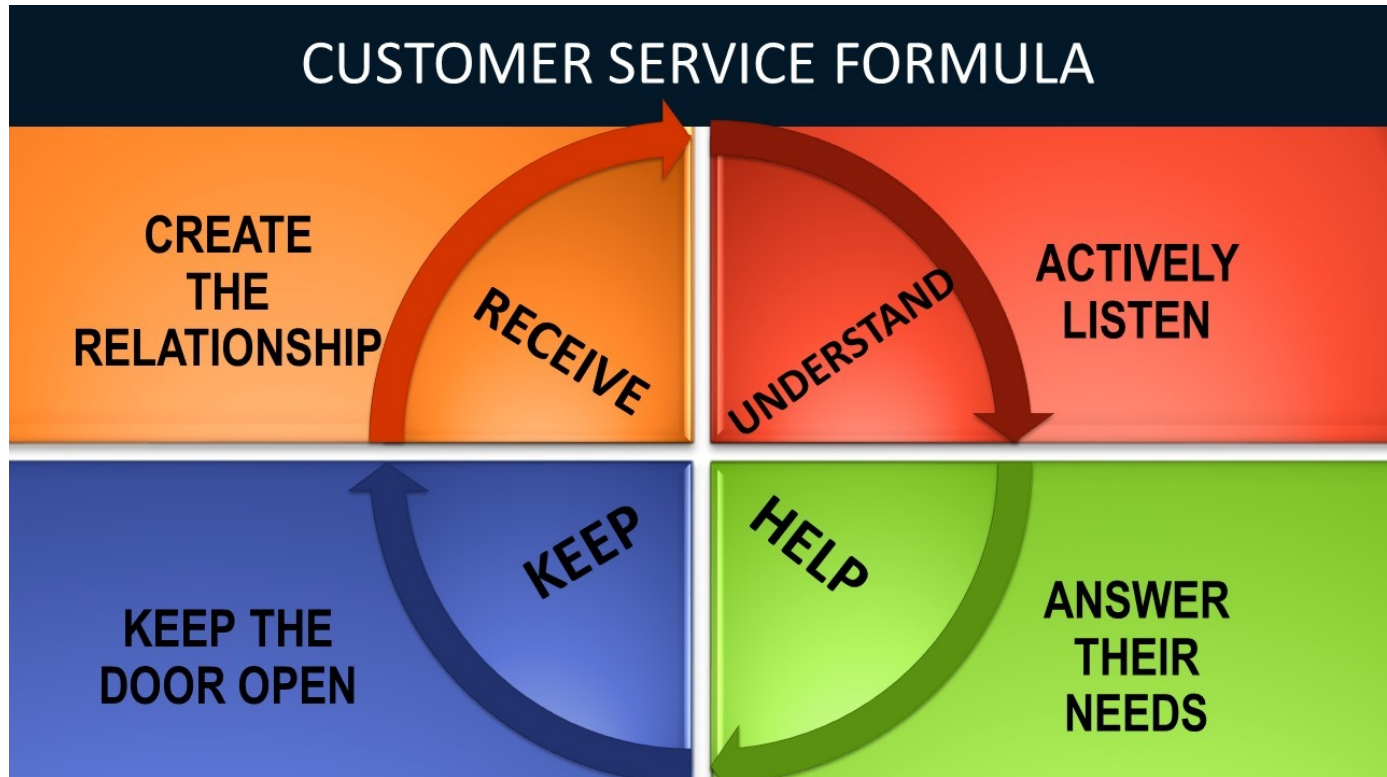 CUSTOMER SERVICE FORMULA
CREATE
THE
RELATIONSHIP
RECEIVE
UNDERSTAND
ACTIVELY
LISTEN
KEEP THE
DOOR OPEN
KEEP
HELP
ANSWER
THEIR
NEEDS